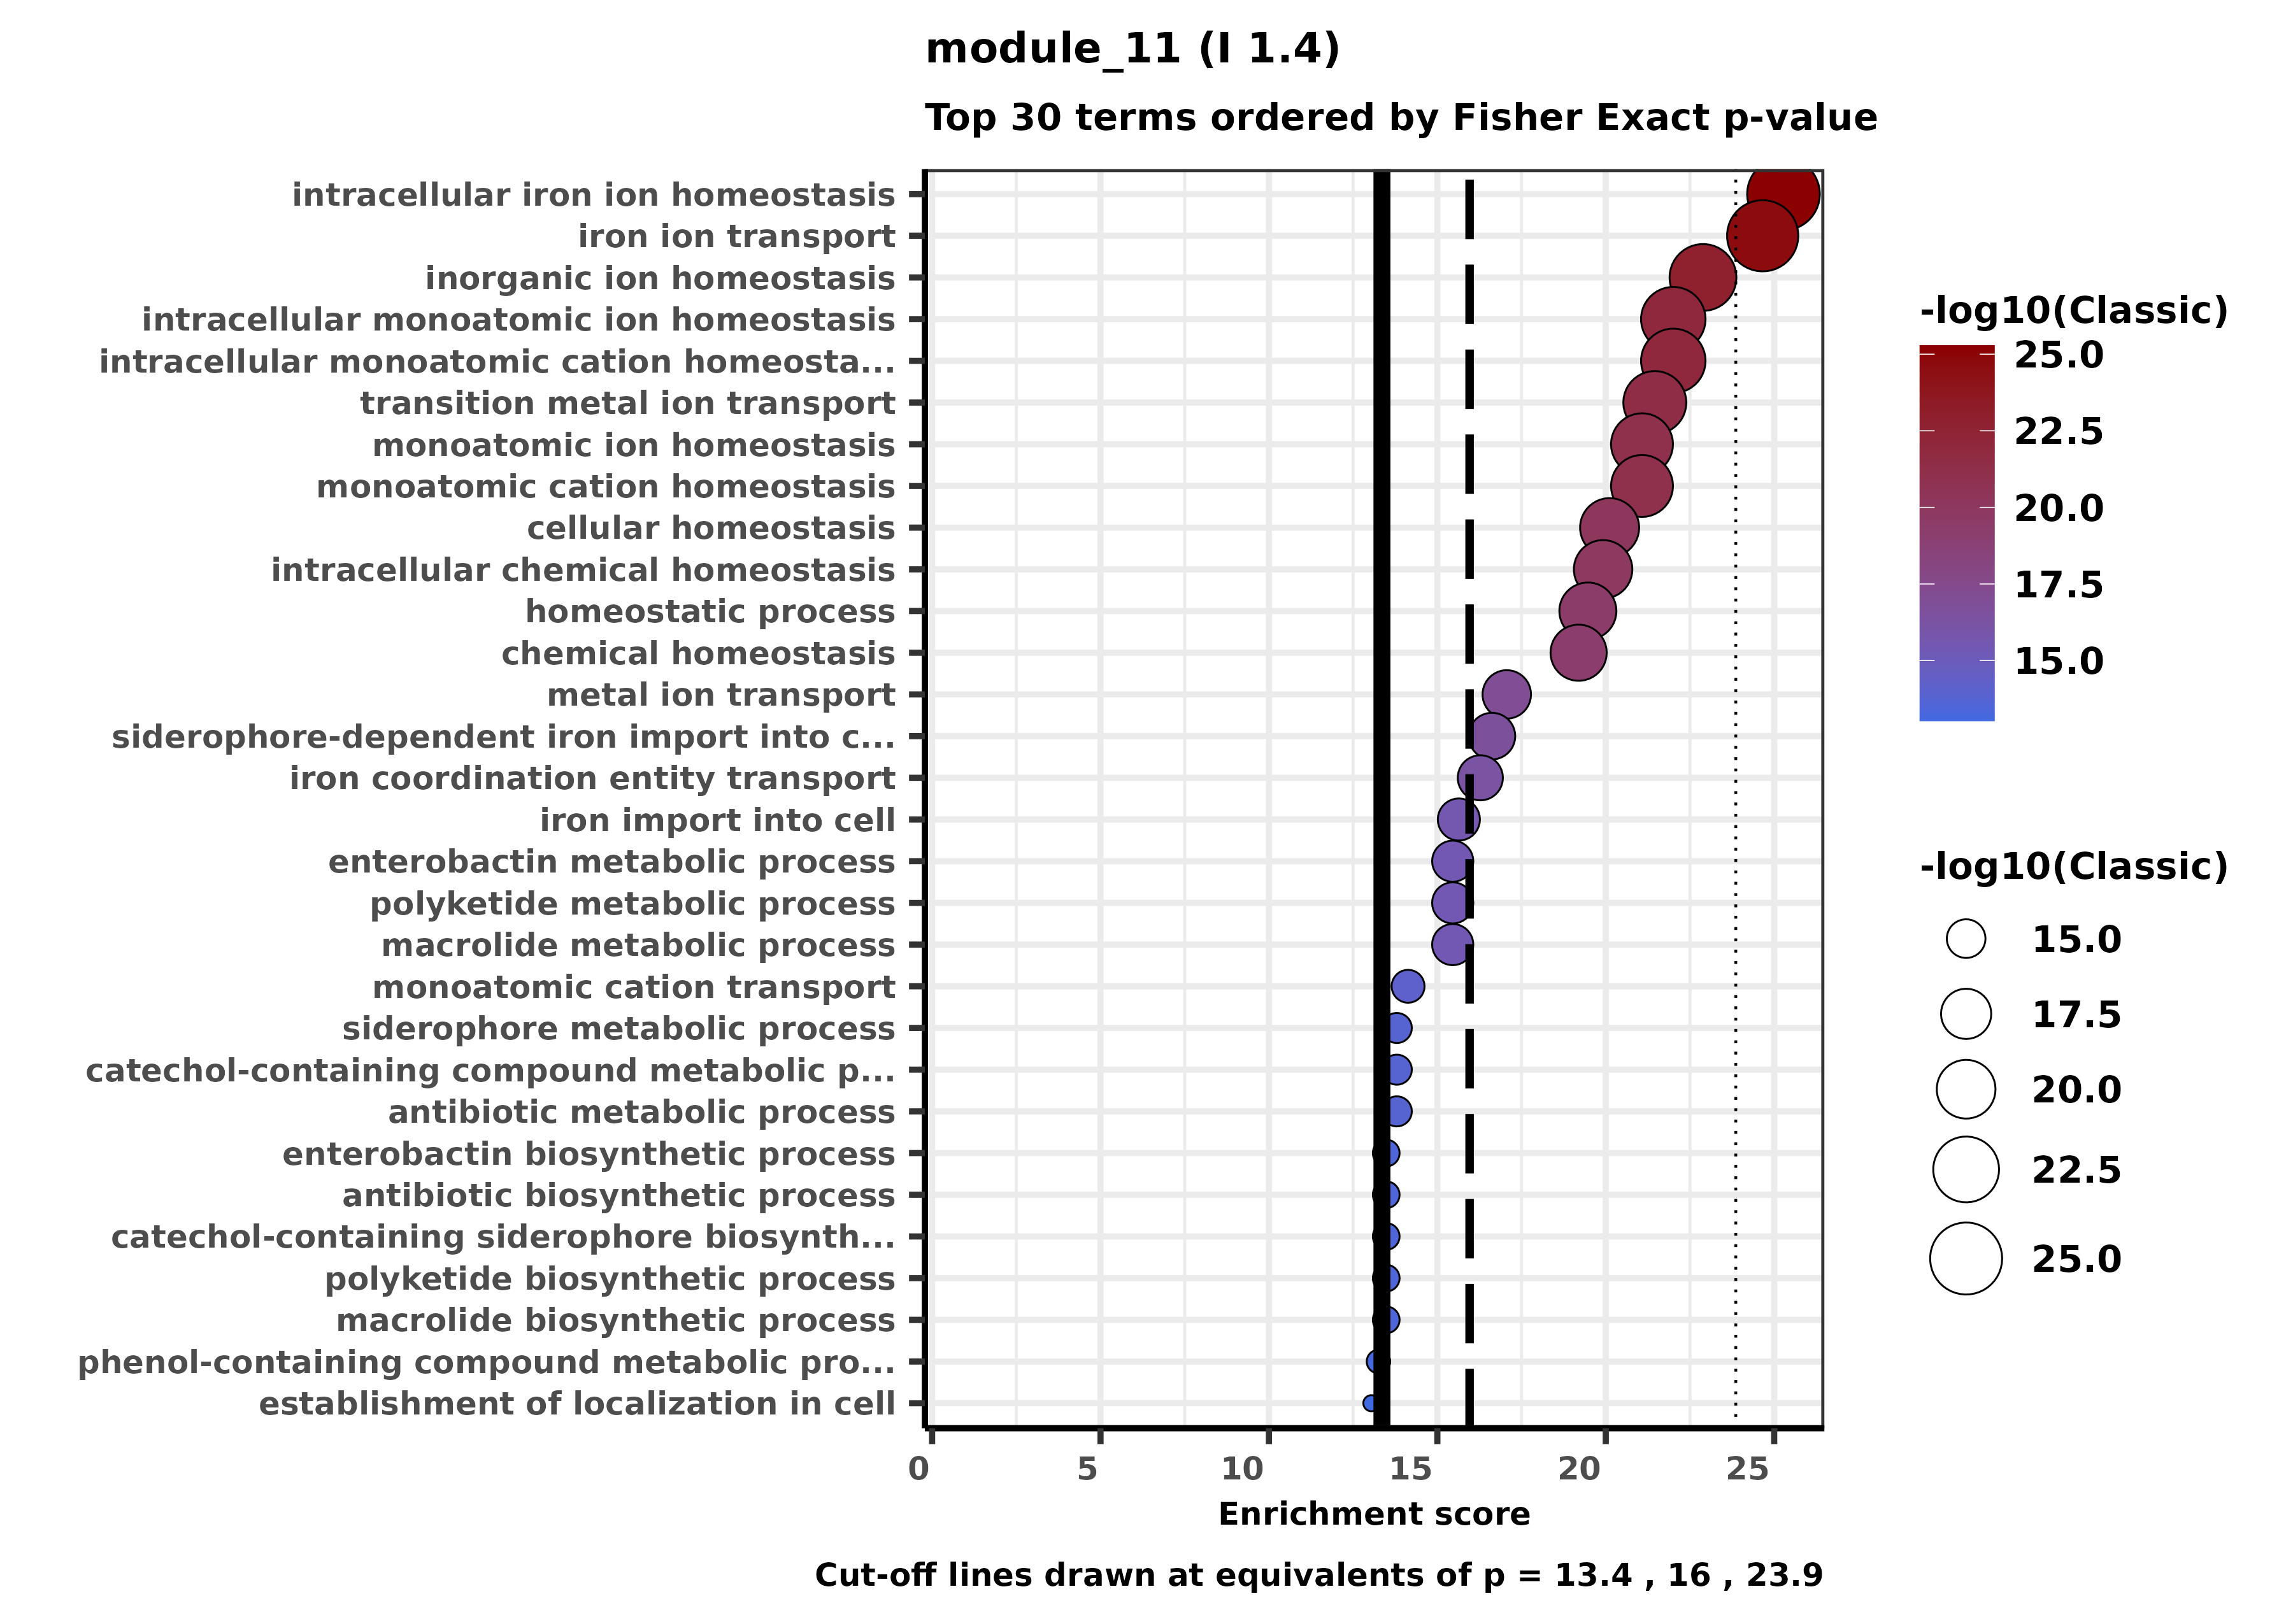 module_11 (I 1.4)
Top 30 terms ordered by Fisher Exact p-value
intracellular iron ion homeostasis
iron ion transport
inorganic ion homeostasis
intracellular monoatomic ion homeostasis
intracellular monoatomic cation homeosta...
transition metal ion transport
monoatomic ion homeostasis
monoatomic cation homeostasis
cellular homeostasis
intracellular chemical homeostasis
homeostatic process
chemical homeostasis
metal ion transport
siderophore-dependent iron import into c...
iron coordination entity transport
iron import into cell
enterobactin metabolic process
polyketide metabolic process
macrolide metabolic process
monoatomic cation transport
siderophore metabolic process
catechol-containing compound metabolic p...
antibiotic metabolic process
enterobactin biosynthetic process
antibiotic biosynthetic process
catechol-containing siderophore biosynth...
polyketide biosynthetic process
macrolide biosynthetic process
phenol-containing compound metabolic pro...
establishment of localization in cell
0 5 10 15 20 25
Enrichment score
Cut-off lines drawn at equivalents of p = 13.4 , 16 , 23.9
-log10(Classic)
25.0
22.5
20.0
17.5
15.0
-log10(Classic)
15.0
17.5
20.0
22.5
25.0